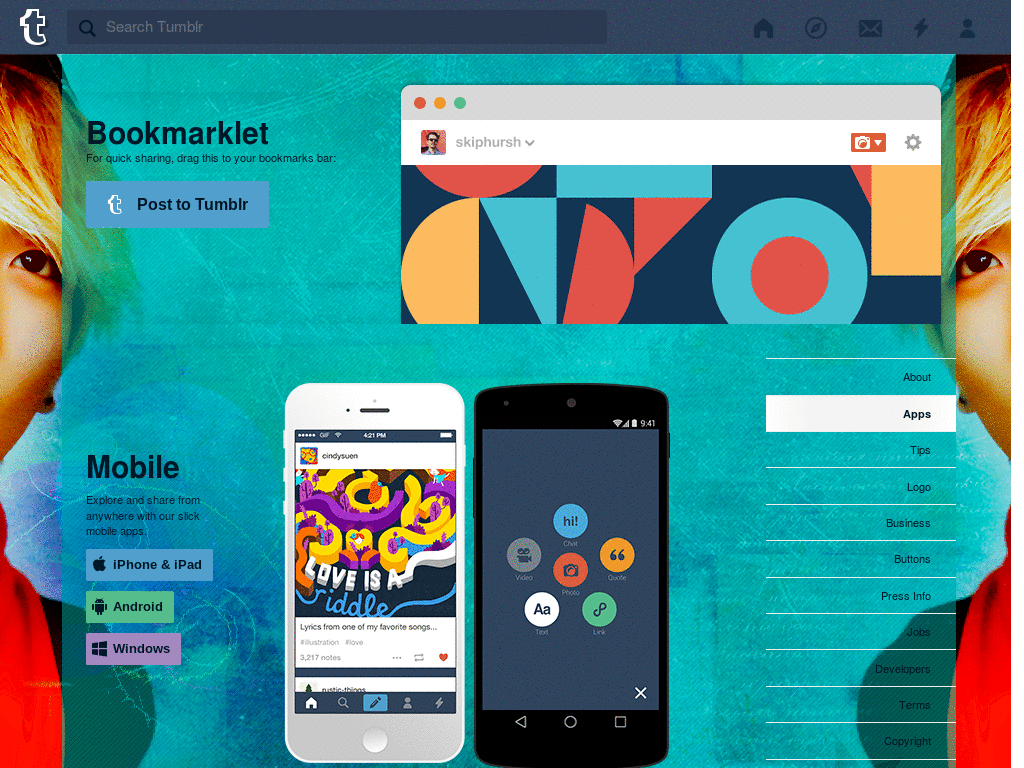 t Search Tumblr
Bookmarklet
For quick sharing, drag this to your bookmarks bar:
t Post to Tumblr
skiphursh
About
Apps
Tips
Logo
Business
Buttons
Press Info
Jobs
Developers
Terms
Copyright
Mobile
Explore and share from
anywhere with our slick
mobile apps.
iPhone & iPad
Android
Windows
GIF 4:21 PM
cindysuen
LOVE IS A
riddle
Lyrics from one of my favorite songs...
#illustration #love
3,217 notes
rustic-things
9:41
hi!
Chat
Video
Photo
Quote
Aa
Text
Link